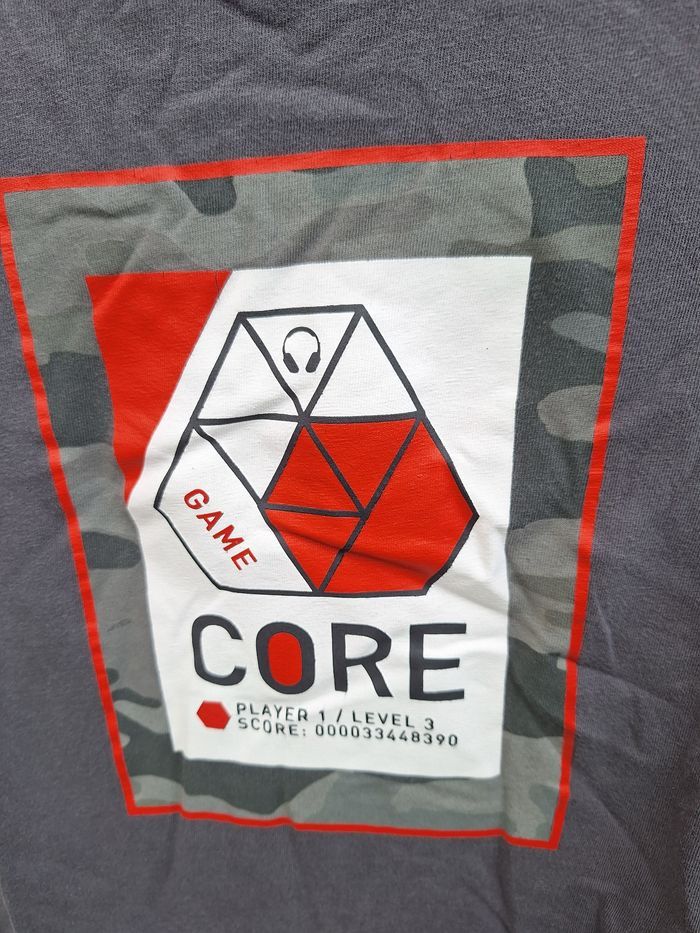 GAME
CORE
PLAYER 1 / LEVEL 3
SCORE: 000033448390